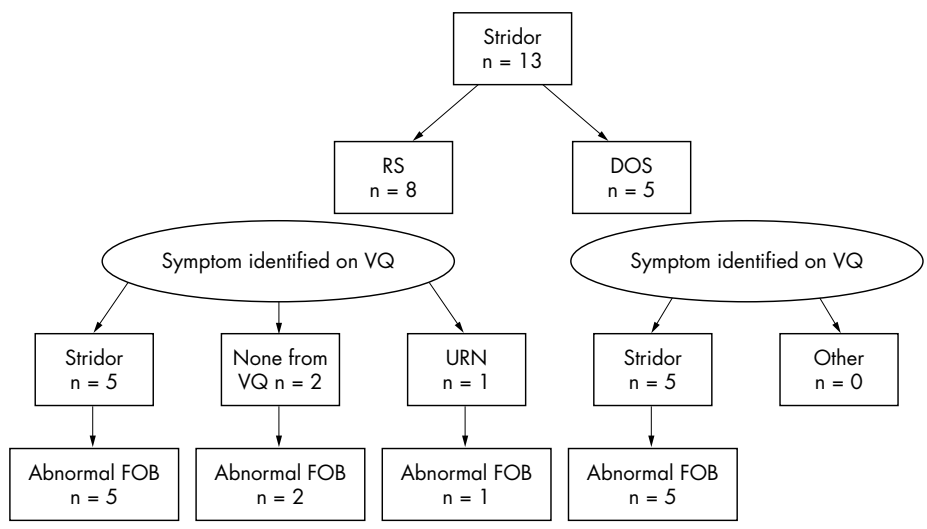 Stridor
n = 13
RS
n = 8
DOS
n = 5
Symptom identified on VQ
Symptom identified on VQ
Stridor
n = 5
None from
VQ n = 2
URN
n = 1
Stridor
n = 5
Other
n = 0
Abnormal FOB
n = 5
Abnormal FOB
n = 2
Abnormal FOB
n = 1
Abnormal FOB
n = 5